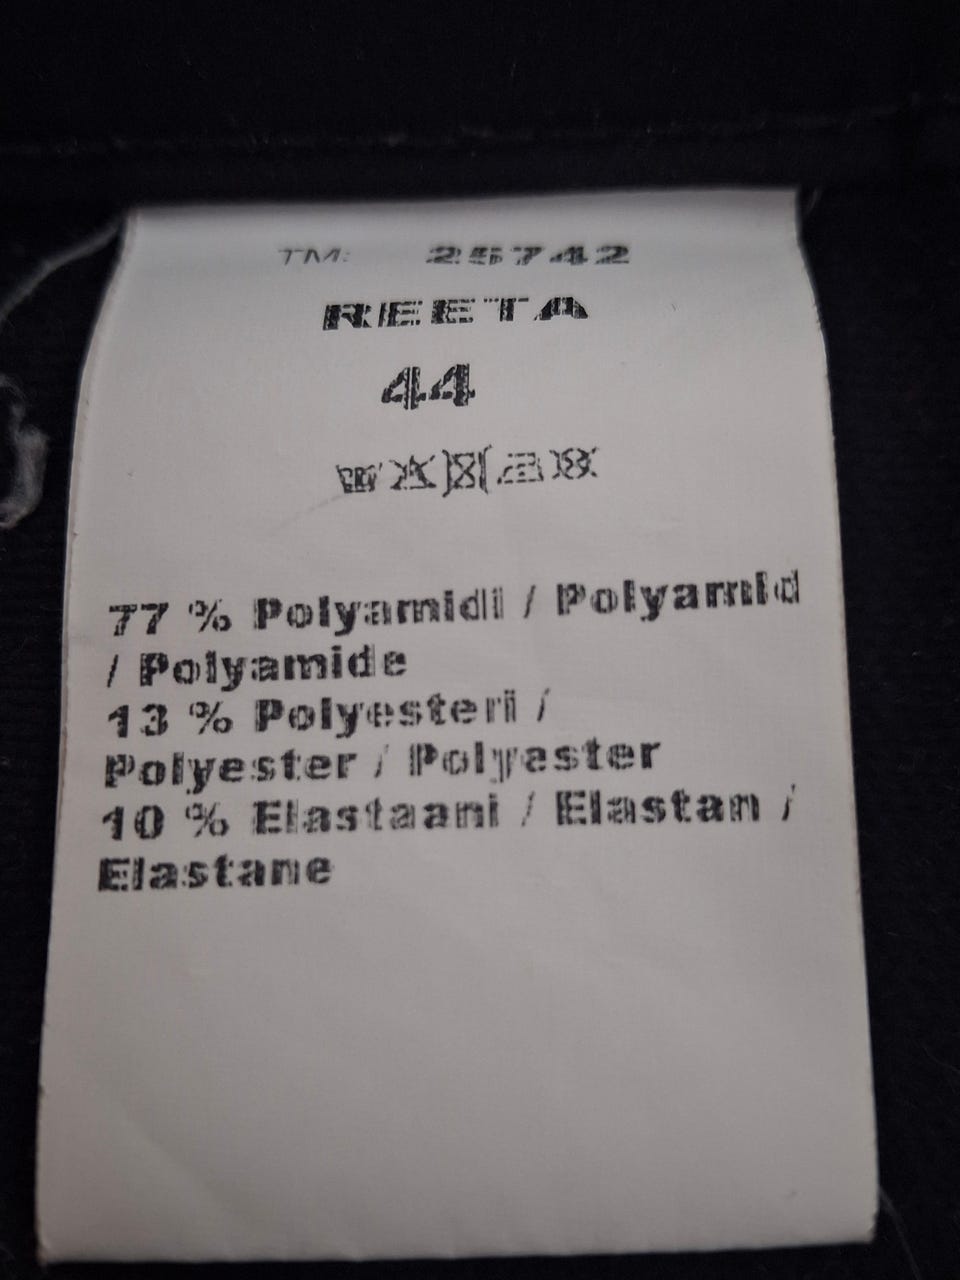 TM: 25742
REETA
44
77 % Polyamidi / Polyamid
/ Polyamide
13 % Polyesteri /
Polyester / Polyester
10 % Elastaani / Elastan /
Elastane